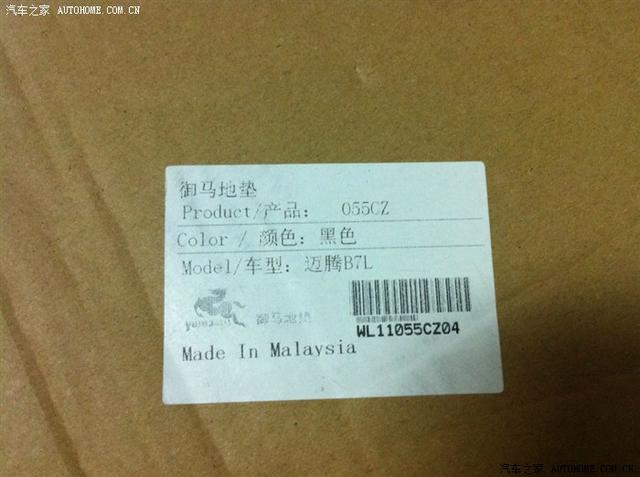 汽车之家 AUTOHOME.COM.CN
御马地垫
Product/产品: 055CZ
Color / 颜色: 黑色
Model/车型: 迈腾B7L
御马地垫
WL11055CZ04
Made In Malaysia
汽车之家 AUTOHOME.COM.CN